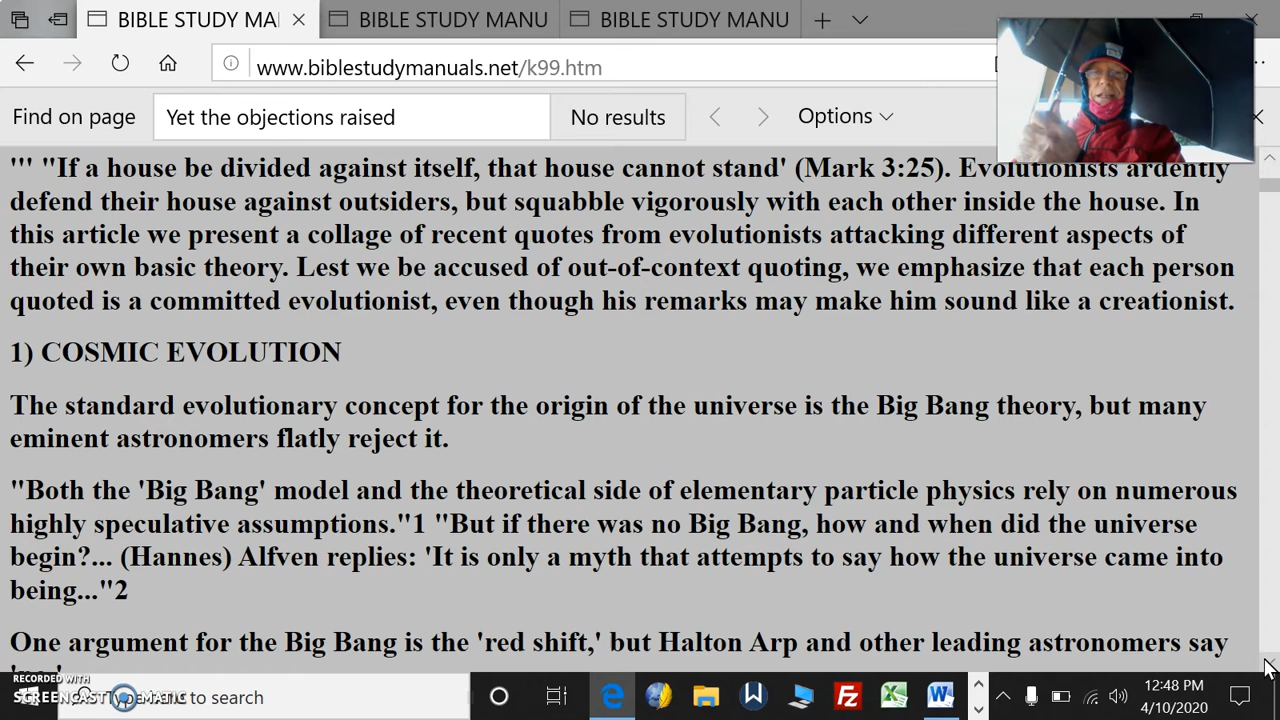 BIBLE STUDY MA
BIBLE STUDY MANU
BIBLE STUDY MANU
www.biblestudymanuals.net/k99.htm
Find on page
Yet the objections raised
No results
Options
''' "If a house be divided against itself, that house cannot stand' (Mark 3:25). Evolutionists ardently
defend their house against outsiders, but squabble vigorously with each other inside the house. In
this article we present a collage of recent quotes from evolutionists attacking different aspects of
their own basic theory. Lest we be accused of out-of-context quoting, we emphasize that each person
quoted is a committed evolutionist, even though his remarks may make him sound like a creationist.
1) COSMIC EVOLUTION
The standard evolutionary concept for the origin of the universe is the Big Bang theory, but many
eminent astronomers flatly reject it.
"Both the 'Big Bang' model and the theoretical side of elementary particle physics rely on numerous
highly speculative assumptions."1 "But if there was no Big Bang, how and when did the universe
begin?... (Hannes) Alfven replies: 'It is only a myth that attempts to say how the universe came into
being..."2
One argument for the Big Bang is the 'red shift,' but Halton Arp and other leading astronomers say
RECORDED WITH
SCREENCAST MATIC
to search
12:48 PM
4/10/2020